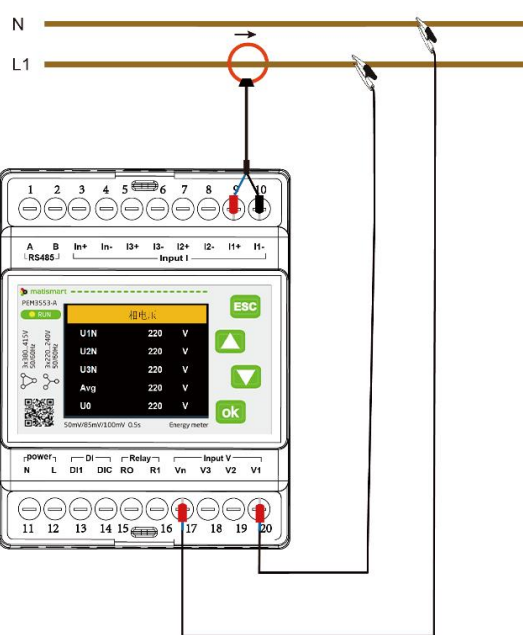 N
L1
1 2 3 4 5 6 7 8 9 10
A B In+ In- I3+ I3- I2+ I2- I1+ I1-
RS485 Input I
matismart
PEM3553-A
RUN
3x380...415V
50/60Hz
3x220...240V
50/60Hz
相电压
U1N 220 V
U2N 220 V
U3N 220 V
Avg 220 V
U0 220 V
ESC
ok
50mV/85mV/100mV 0.5s Energy meter
power DI Relay Input V
N L DI1 DIC RO R1 Vn V3 V2 V1
11 12 13 14 15 16 17 18 19 20